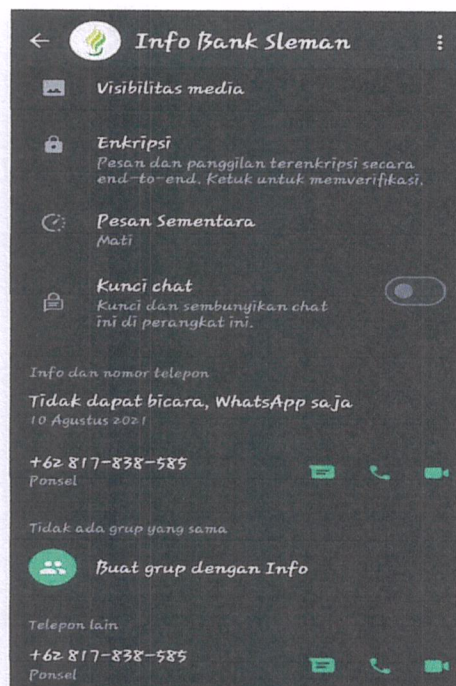 Info Bank Sleman
Visibilitas media
Enkripsi
Pesan dan panggilan terenkripsi secara
end-to-end. Ketuk untuk memverifikasi.
Pesan Sementara
Mati
Kunci chat
Kunci dan sembunyikan chat
ini di perangkat ini.
Info dan nomor telepon
Tidak dapat bicara, WhatsApp saja
10 Agustus 2021
+62 817-838-585
Ponsel
Tidak ada grup yang sama
Buat grup dengan Info
Telepon lain
+62 817-838-585
Ponsel